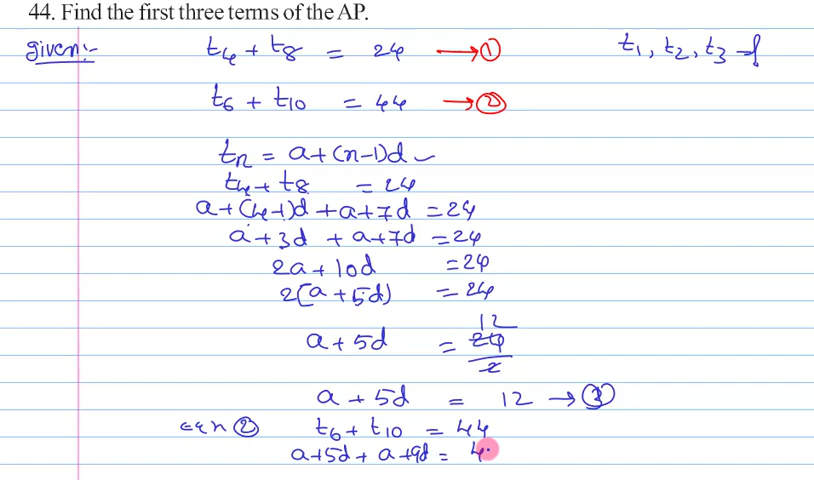 44. Find the first three terms of the AP.
given:- t4 + t8 = 24 → ① t1, t2, t3 -
t6 + t10 = 44 → ②
tn = a + (n-1)d
t4 + t8 = 24
a + (4-1)d + a + 7d = 24
a + 3d + a + 7d = 24
2a + 10d = 24
2(a + 5d) = 24
12
a + 5d = 24
2
a + 5d = 12 → ③
eqn ② t6 + t10 = 44
a + 5d + a + 9d = 4